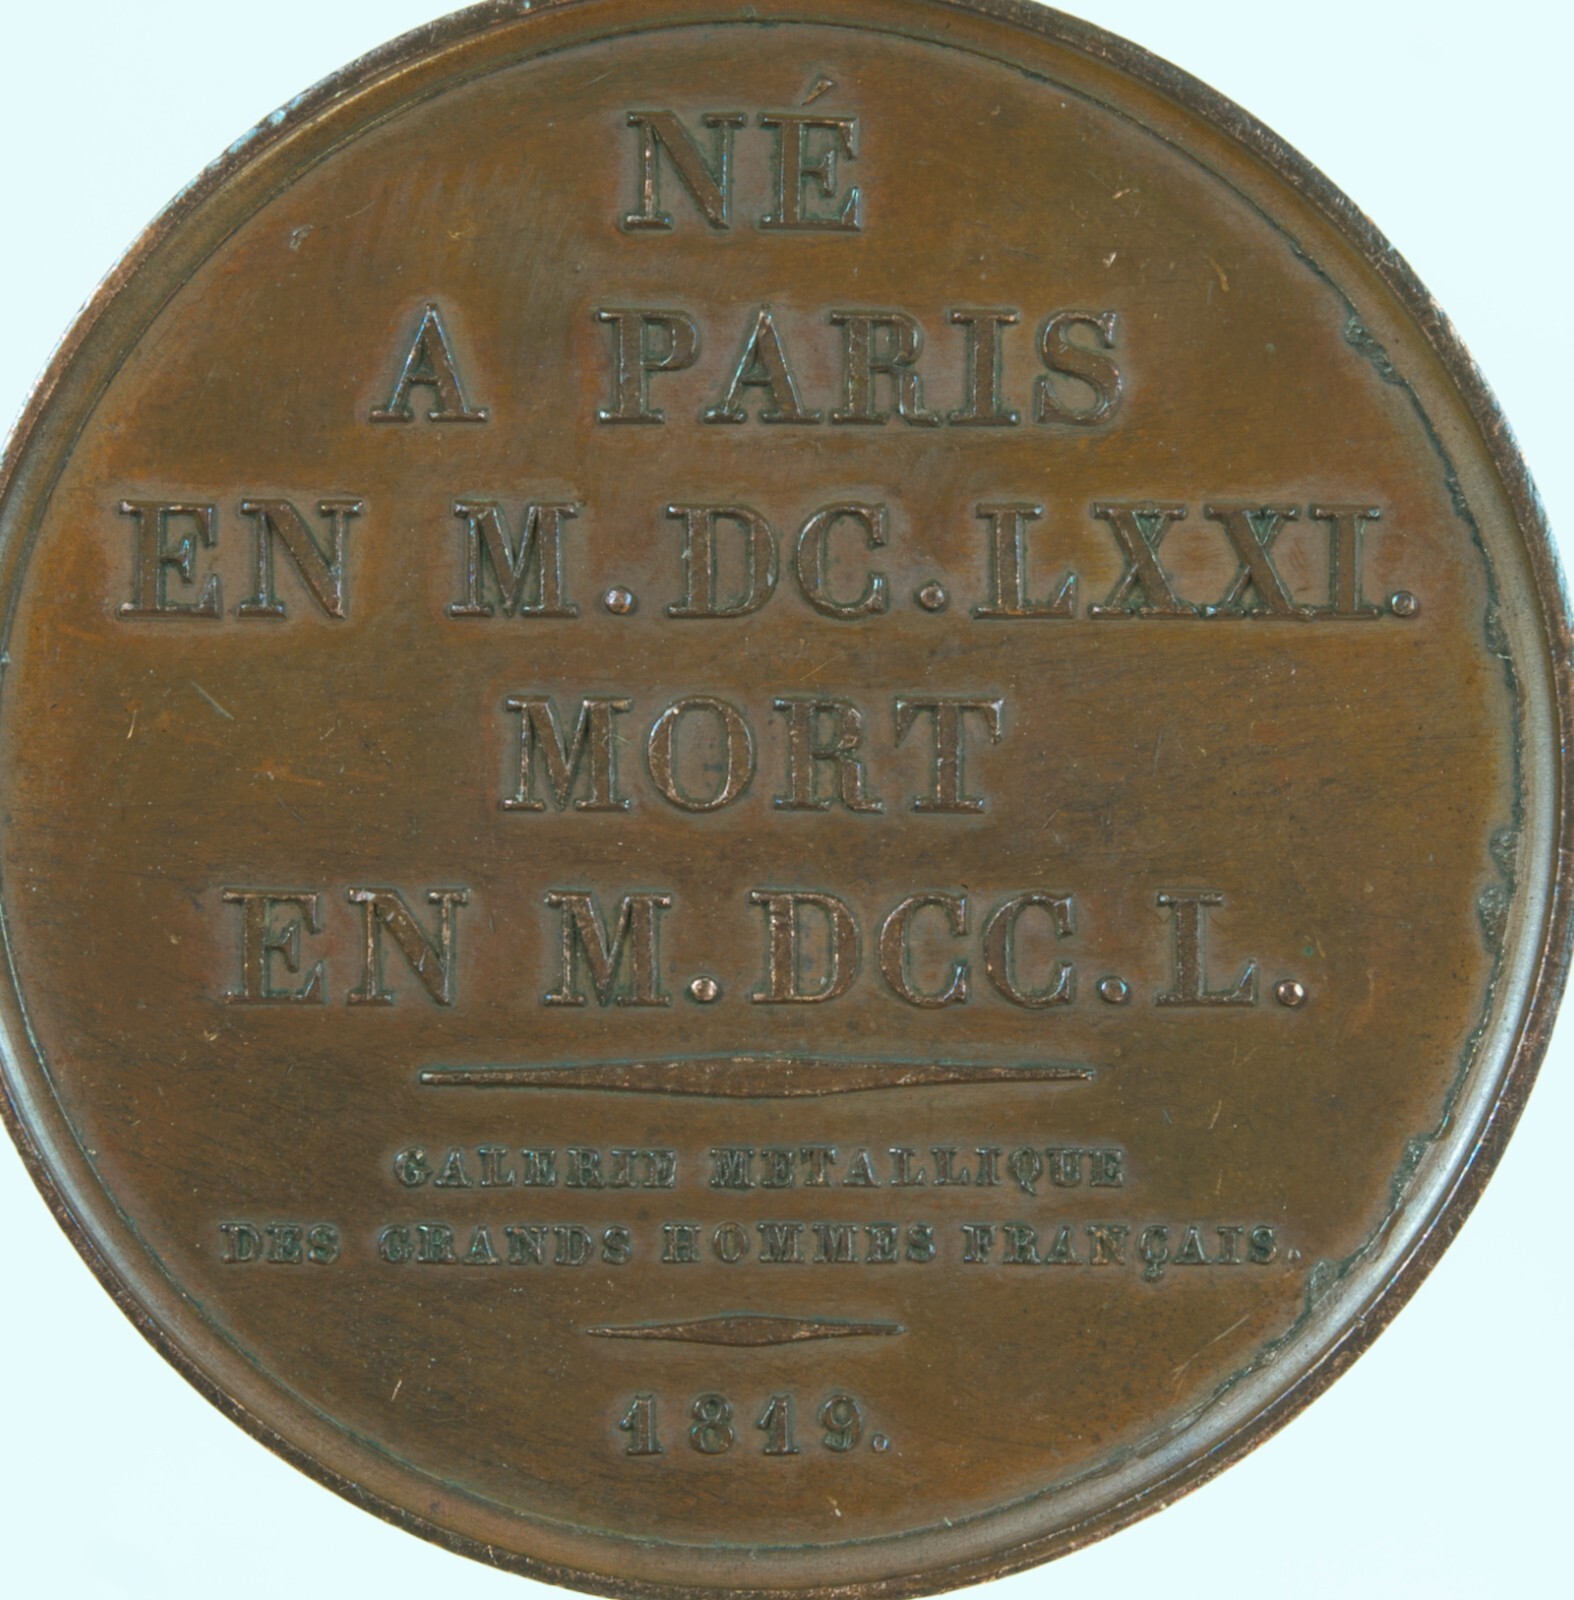 NÉ
A PARIS
EN M.DC.LXXI.
MORT
EN M.DCC.L.
GALERIE METALLIQUE
DES GRANDS HOMMES FRANÇAIS.
1819.